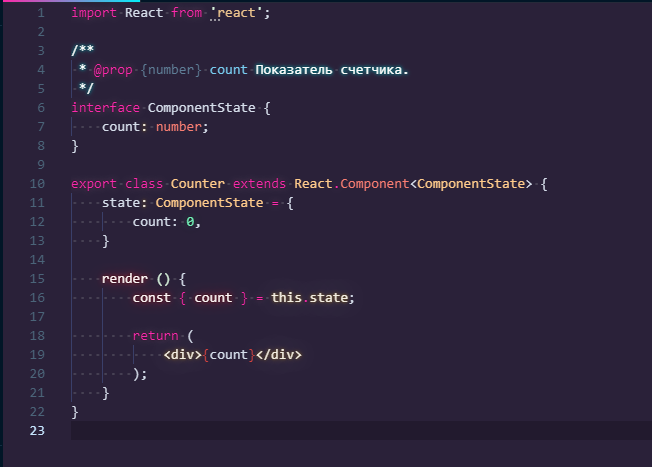 1 import React from 'react';
2
3 /**
4 * @prop {number} count Показатель счетчика.
5 */
6 interface ComponentState {
7 count: number;
8 }
9
10 export class Counter extends React.Component<ComponentState> {
11 state: ComponentState = {
12 count: 0,
13 }
14
15 render () {
16 const { count } = this.state;
17
18 return (
19 <div>{count}</div>
20 );
21 }
22 }
23